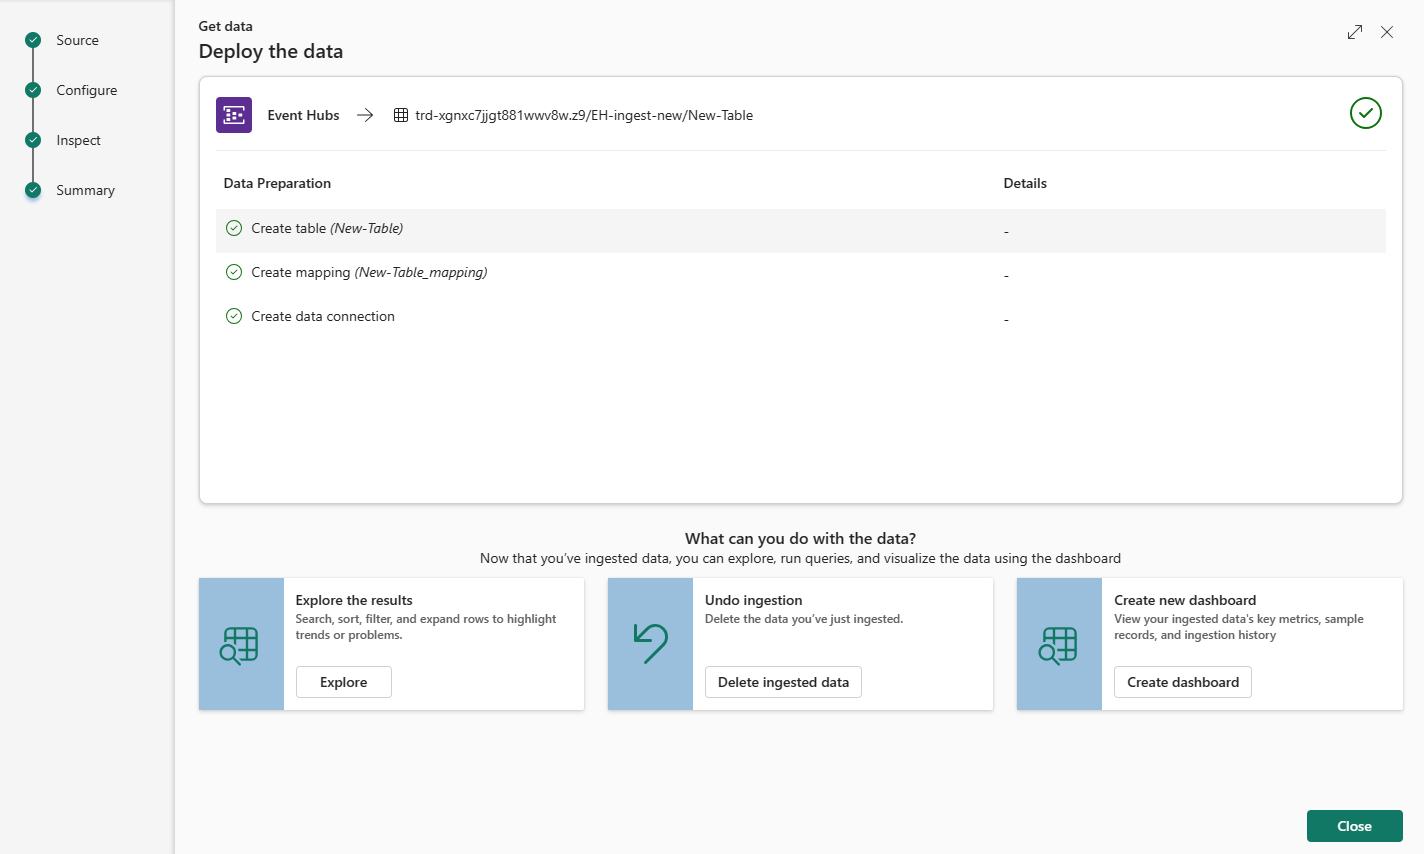 Source
Configure
Inspect
Summary
Get data
Deploy the data
Event Hubs
trd-xgnxc7jjgt881wwv8w.z9/EH-ingest-new/New-Table
Data Preparation
Details
Create table (New-Table)
-
Create mapping (New-Table_mapping)
-
Create data connection
-
What can you do with the data?
Now that you’ve ingested data, you can explore, run queries, and visualize the data using the dashboard
Explore the results
Search, sort, filter, and expand rows to highlight
trends or problems.
Explore
Undo ingestion
Delete the data you’ve just ingested.
Delete ingested data
Create new dashboard
View your ingested data's key metrics, sample
records, and ingestion history
Create dashboard
Close